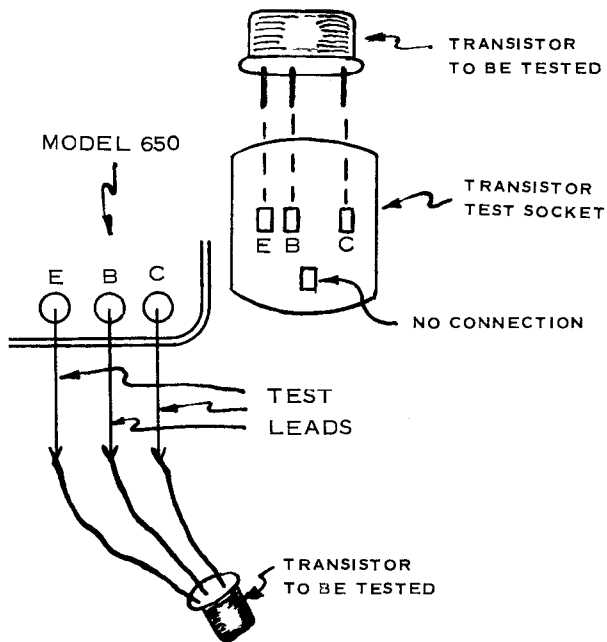 TRANSISTOR
TO BE TESTED
MODEL 650
TRANSISTOR
TEST SOCKET
E B C
E B C
NO CONNECTION
TEST
LEADS
TRANSISTOR
TO BE TESTED